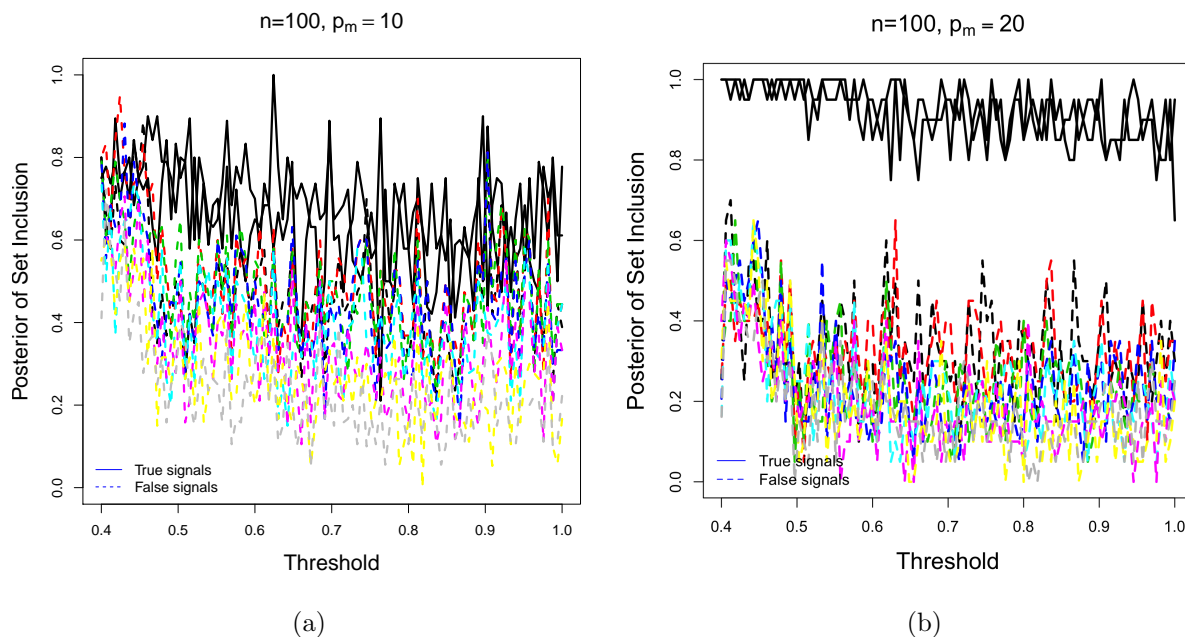 n=100, pm = 10
Posterior of Set Inclusion
1.0
0.8
0.6
0.4
0.2
0.0
True signals
False signals
0.4 0.5 0.6 0.7 0.8 0.9 1.0
Threshold
(a)
n=100, pm = 20
Posterior of Set Inclusion
1.0
0.8
0.6
0.4
0.2
0.0
True signals
False signals
0.4 0.5 0.6 0.7 0.8 0.9 1.0
Threshold
(b)